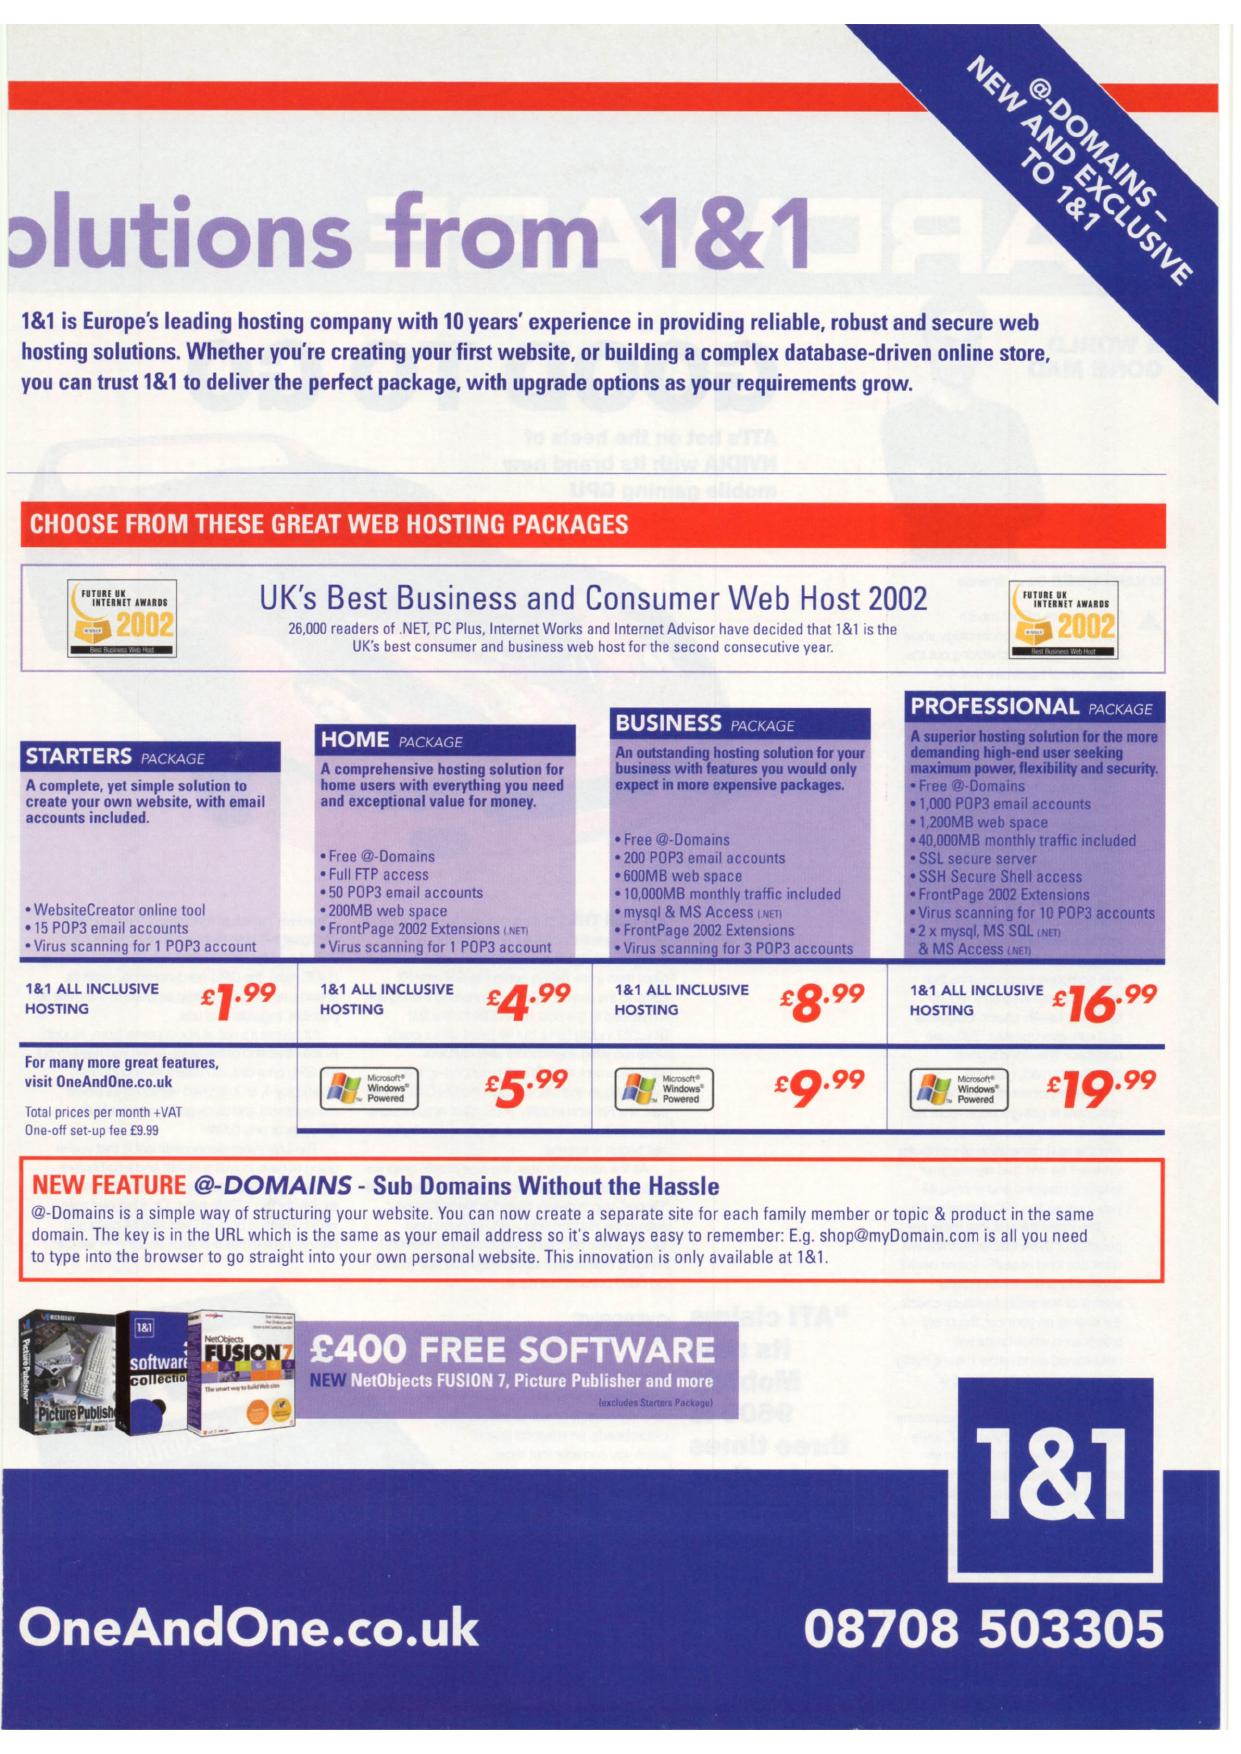 @-DOMAINS –
NEW AND EXCLUSIVE
TO 1&1
olutions from 1&1
1&1 is Europe's leading hosting company with 10 years' experience in providing reliable, robust and secure web
hosting solutions. Whether you're creating your first website, or building a complex database-driven online store,
you can trust 1&1 to deliver the perfect package, with upgrade options as your requirements grow.
CHOOSE FROM THESE GREAT WEB HOSTING PACKAGES
FUTURE UK
INTERNET AWARDS
WINNER
2002
Best Business Web Host
UK's Best Business and Consumer Web Host 2002
26,000 readers of .NET, PC Plus, Internet Works and Internet Advisor have decided that 1&1 is the
UK's best consumer and business web host for the second consecutive year.
FUTURE UK
INTERNET AWARDS
WINNER
2002
Best Business Web Host
STARTERS PACKAGE
A complete, yet simple solution to
create your own website, with email
accounts included.
• WebsiteCreator online tool
• 15 POP3 email accounts
• Virus scanning for 1 POP3 account
1&1 ALL INCLUSIVE
HOSTING
£1.99
For many more great features,
visit OneAndOne.co.uk
Total prices per month +VAT
One-off set-up fee £9.99
HOME PACKAGE
A comprehensive hosting solution for
home users with everything you need
and exceptional value for money.
• Free @-Domains
• Full FTP access
• 50 POP3 email accounts
• 200MB web space
• FrontPage 2002 Extensions (.NET)
• Virus scanning for 1 POP3 account
1&1 ALL INCLUSIVE
HOSTING
£4.99
Microsoft®
Windows®
Powered
£5.99
BUSINESS PACKAGE
An outstanding hosting solution for your
business with features you would only
expect in more expensive packages.
• Free @-Domains
• 200 POP3 email accounts
• 600MB web space
• 10,000MB monthly traffic included
• mysql & MS Access (.NET)
• FrontPage 2002 Extensions
• Virus scanning for 3 POP3 accounts
1&1 ALL INCLUSIVE
HOSTING
£8.99
Microsoft®
Windows®
Powered
£9.99
PROFESSIONAL PACKAGE
A superior hosting solution for the more
demanding high-end user seeking
maximum power, flexibility and security.
• Free @-Domains
• 1,000 POP3 email accounts
• 1,200MB web space
• 40,000MB monthly traffic included
• SSL secure server
• SSH Secure Shell access
• FrontPage 2002 Extensions
• Virus scanning for 10 POP3 accounts
• 2 x mysql, MS SQL (.NET)
& MS Access (.NET)
1&1 ALL INCLUSIVE
HOSTING
£16.99
Microsoft®
Windows®
Powered
£19.99
NEW FEATURE @-DOMAINS - Sub Domains Without the Hassle
@-Domains is a simple way of structuring your website. You can now create a separate site for each family member or topic & product in the same
domain. The key is in the URL which is the same as your email address so it's always easy to remember: E.g. shop@myDomain.com is all you need
to type into the browser to go straight into your own personal website. This innovation is only available at 1&1.
Picture Publisher
Picture Publish
1&1
software
collection
NetObjects
FUSION 7
The smart way to build Web sites
£400 FREE SOFTWARE
NEW NetObjects FUSION 7, Picture Publisher and more
(excludes Starters Package)
1&1
OneAndOne.co.uk
08708 503305